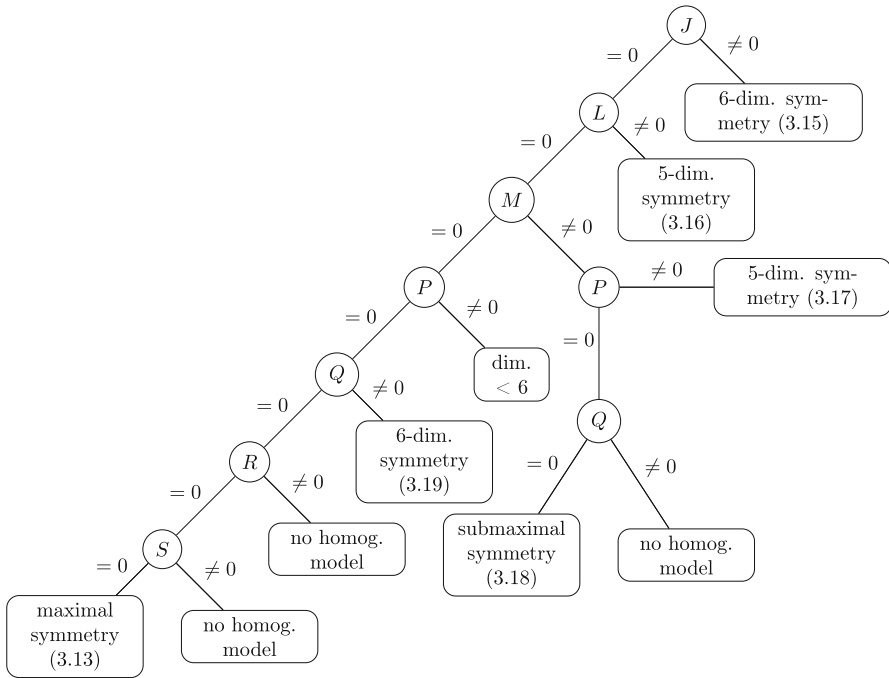 J
= 0
≠ 0
6-dim. sym-
metry (3.15)
L
= 0
≠ 0
5-dim.
symmetry
(3.16)
M
= 0
≠ 0
P
= 0
≠ 0
dim.
< 6
P
≠ 0
5-dim. sym-
metry (3.17)
= 0
Q
= 0
≠ 0
6-dim.
symmetry
(3.19)
Q
= 0
≠ 0
submaximal
symmetry
(3.18)
no homog.
model
R
= 0
≠ 0
no homog.
model
S
= 0
≠ 0
maximal
symmetry
(3.13)
no homog.
model